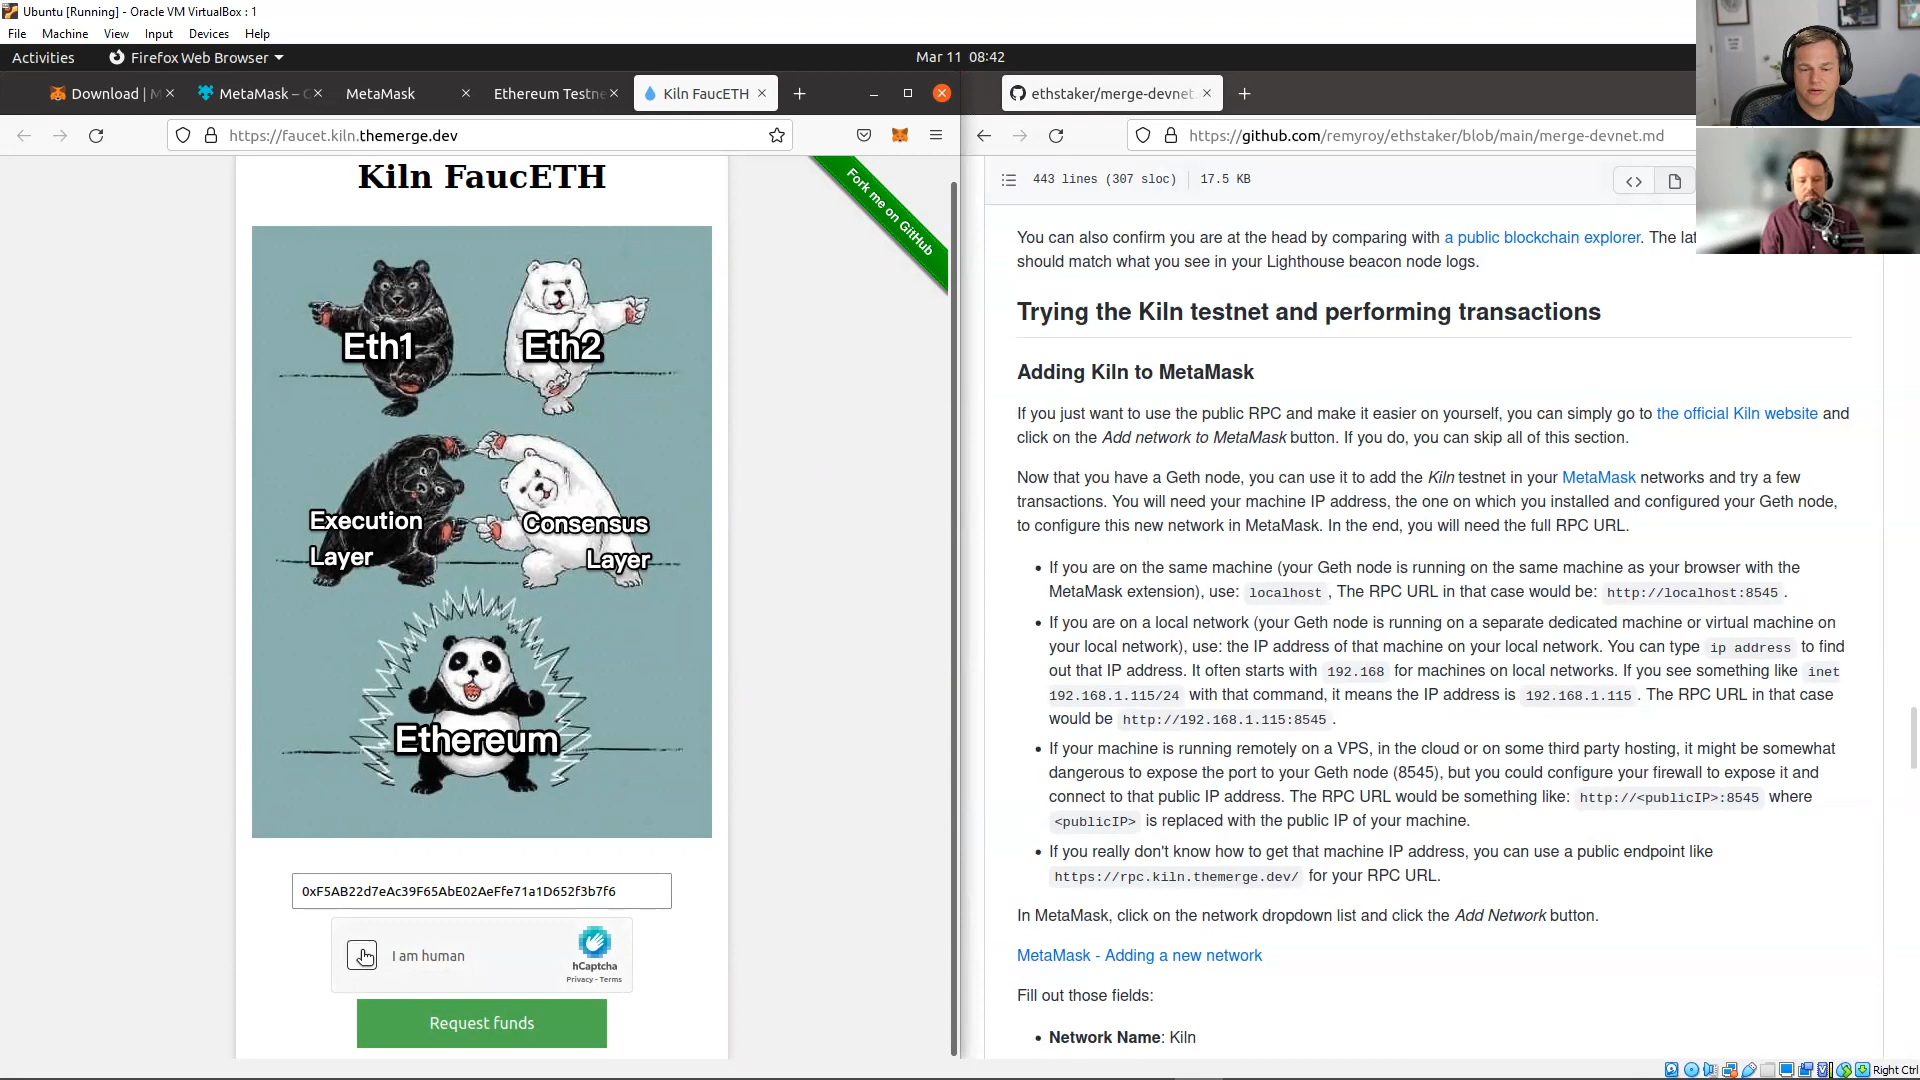 Ubuntu [Running] - Oracle VM VirtualBox : 1
File Machine View Input Devices Help
Activities Firefox Web Browser Mar 11 08:42
Download | M MetaMask – C MetaMask Ethereum Testne Kiln FaucETH
https://faucet.kiln.themerge.dev
Kiln FaucETH
Fork me on GitHub
Eth1 Eth2
Execution
Layer
Consensus
Layer
Ethereum
0xF5AB22d7eAc39F65AbE02AeFfe71a1D652f3b7f6
I am human
hCaptcha
Privacy - Terms
Request funds
ethstaker/merge-devnet.
https://github.com/remyroy/ethstaker/blob/main/merge-devnet.md
443 lines (307 sloc) 17.5 KB
You can also confirm you are at the head by comparing with a public blockchain explorer. The lat
should match what you see in your Lighthouse beacon node logs.
Trying the Kiln testnet and performing transactions
Adding Kiln to MetaMask
If you just want to use the public RPC and make it easier on yourself, you can simply go to the official Kiln website and
click on the Add network to MetaMask button. If you do, you can skip all of this section.
Now that you have a Geth node, you can use it to add the Kiln testnet in your MetaMask networks and try a few
transactions. You will need your machine IP address, the one on which you installed and configured your Geth node,
to configure this new network in MetaMask. In the end, you will need the full RPC URL.
• If you are on the same machine (your Geth node is running on the same machine as your browser with the
MetaMask extension), use: localhost , The RPC URL in that case would be: http://localhost:8545 .
• If you are on a local network (your Geth node is running on a separate dedicated machine or virtual machine on
your local network), use: the IP address of that machine on your local network. You can type ip address to find
out that IP address. It often starts with 192.168 for machines on local networks. If you see something like inet
192.168.1.115/24 with that command, it means the IP address is 192.168.1.115 . The RPC URL in that case
would be http://192.168.1.115:8545 .
• If your machine is running remotely on a VPS, in the cloud or on some third party hosting, it might be somewhat
dangerous to expose the port to your Geth node (8545), but you could configure your firewall to expose it and
connect to that public IP address. The RPC URL would be something like: http://<publicIP>:8545 where
<publicIP> is replaced with the public IP of your machine.
• If you really don't know how to get that machine IP address, you can use a public endpoint like
https://rpc.kiln.themerge.dev/ for your RPC URL.
In MetaMask, click on the network dropdown list and click the Add Network button.
MetaMask - Adding a new network
Fill out those fields:
• Network Name: Kiln
Right Ctrl